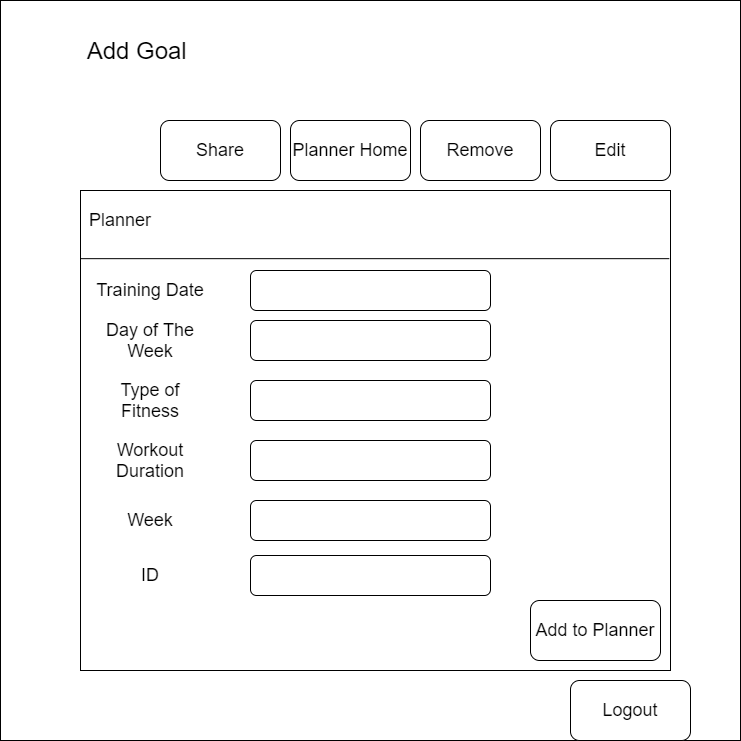 Add Goal
Share
Planner Home
Remove
Edit
Planner
Training Date
Day of The
Week
Type of
Fitness
Workout
Duration
Week
ID
Add to Planner
Logout